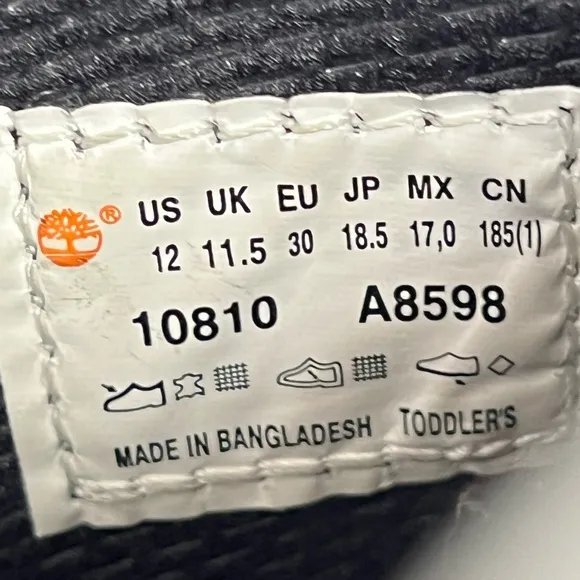 ® US UK EU JP MX CN
12 11.5 30 18.5 17,0 185(1)
10810 A8598
MADE IN BANGLADESH TODDLER'S